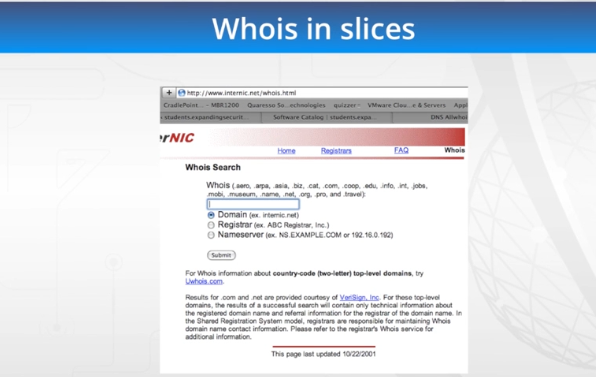 Whois in slices
http://www.internic.net/whois.html
CradlePoint... – MBR1200 Quaresso So...echnologies quizzer VMware Clou...e & Servers Appl
students.expandingsecurit... Software Catalog | students.expa... DNS Allwhoi
erNIC
Home Registrars FAQ Whois
Whois Search
Whois (.aero, .arpa, .asia, .biz, .cat, .com, .coop, .edu, .info, .int, .jobs,
.mobi, .museum, .name, .net, .org, .pro, and .travel):
Domain (ex. internic.net)
Registrar (ex. ABC Registrar, Inc.)
Nameserver (ex. NS.EXAMPLE.COM or 192.16.0.192)
Submit
For Whois information about country-code (two-letter) top-level domains, try
Uwhois.com.
Results for .com and .net are provided courtesy of VeriSign, Inc. For these top-level
domains, the results of a successful search will contain only technical information about
the registered domain name and referral information for the registrar of the domain name. In
the Shared Registration System model, registrars are responsible for maintaining Whois
domain name contact information. Please refer to the registrar's Whois service for
additional information.
This page last updated 10/22/2001